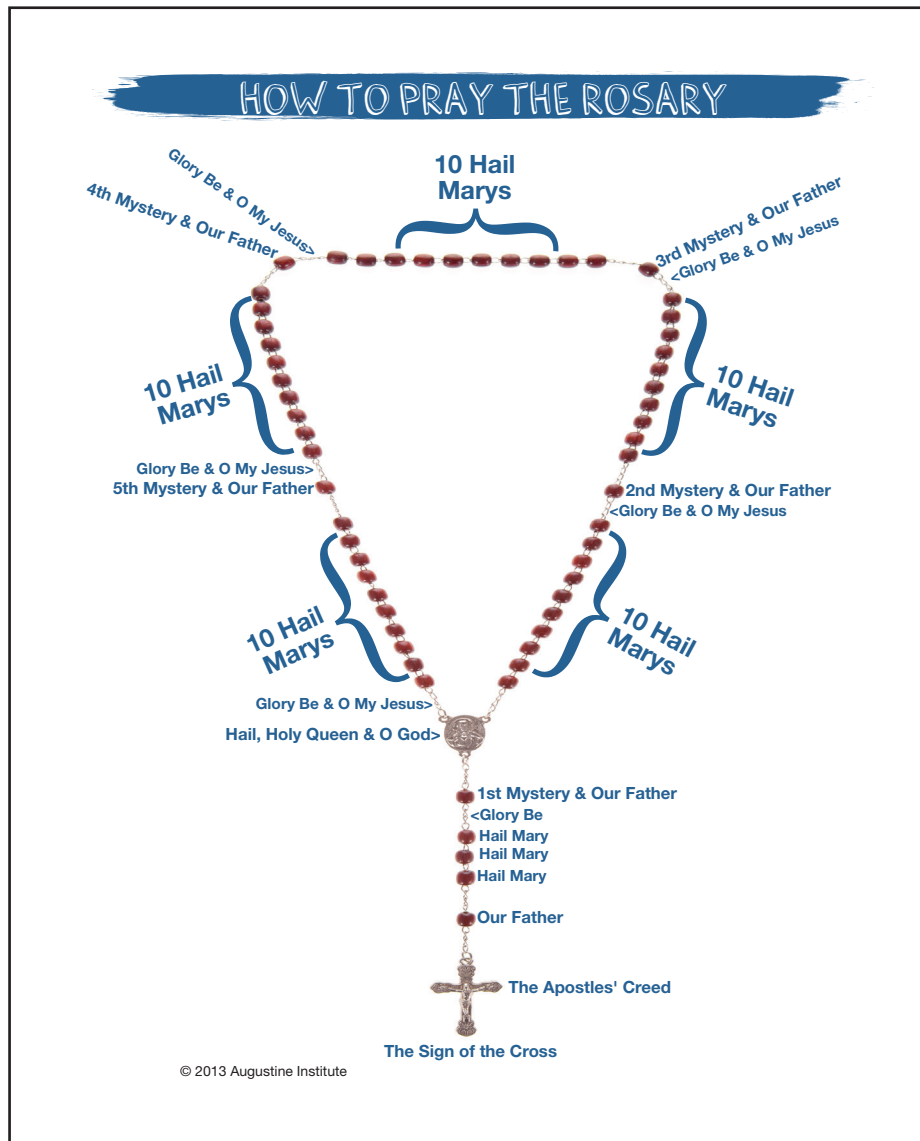 HOW TO PRAY THE ROSARY
10 Hail
Marys
Glory Be & O My Jesus>
4th Mystery & Our Father
3rd Mystery & Our Father
<Glory Be & O My Jesus
10 Hail
Marys
10 Hail
Marys
Glory Be & O My Jesus>
5th Mystery & Our Father
2nd Mystery & Our Father
<Glory Be & O My Jesus
10 Hail
Marys
10 Hail
Marys
Glory Be & O My Jesus>
Hail, Holy Queen & O God>
1st Mystery & Our Father
<Glory Be
Hail Mary
Hail Mary
Hail Mary
Our Father
The Apostles' Creed
The Sign of the Cross
© 2013 Augustine Institute